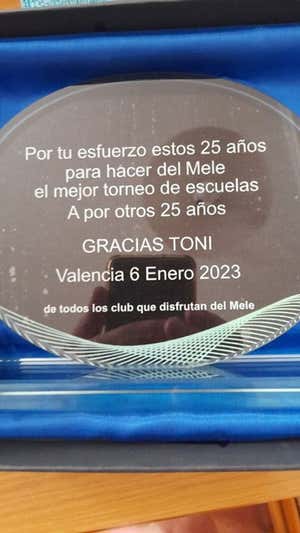 Por tu esfuerzo estos 25 años
para hacer del Mele
el mejor torneo de escuelas
A por otros 25 años
GRACIAS TONI
Valencia 6 Enero 2023
de todos los club que disfrutan del Mele